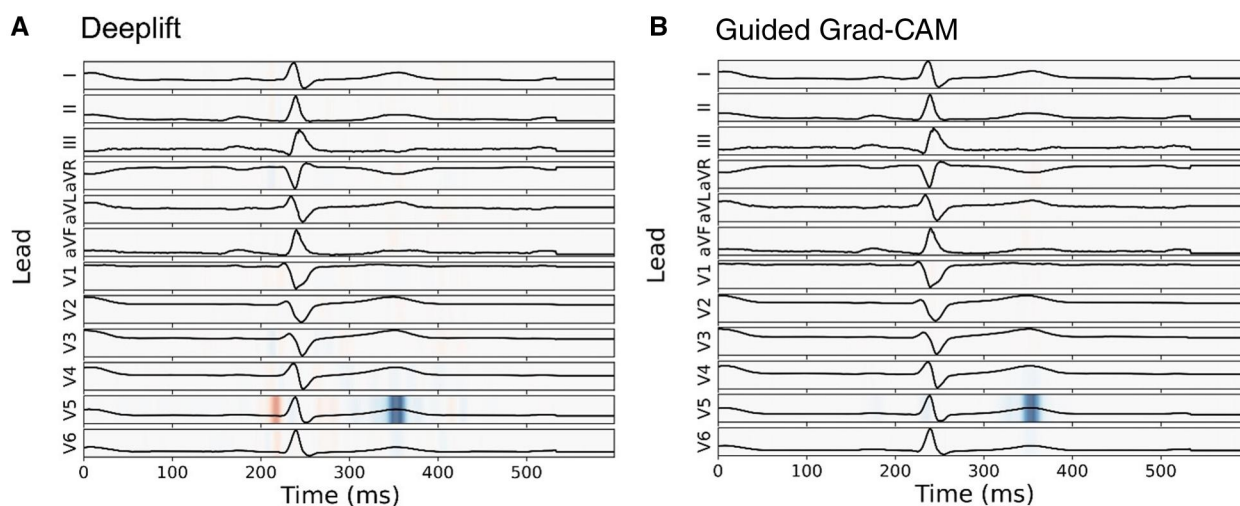 A Deeplift
I
II
III
aVR
aVL
aVF
V1
V2
V3
V4
V5
V6
Lead
0 100 200 300 400 500
Time (ms)
B Guided Grad-CAM
I
II
III
aVR
aVL
aVF
V1
V2
V3
V4
V5
V6
Lead
0 100 200 300 400 500
Time (ms)